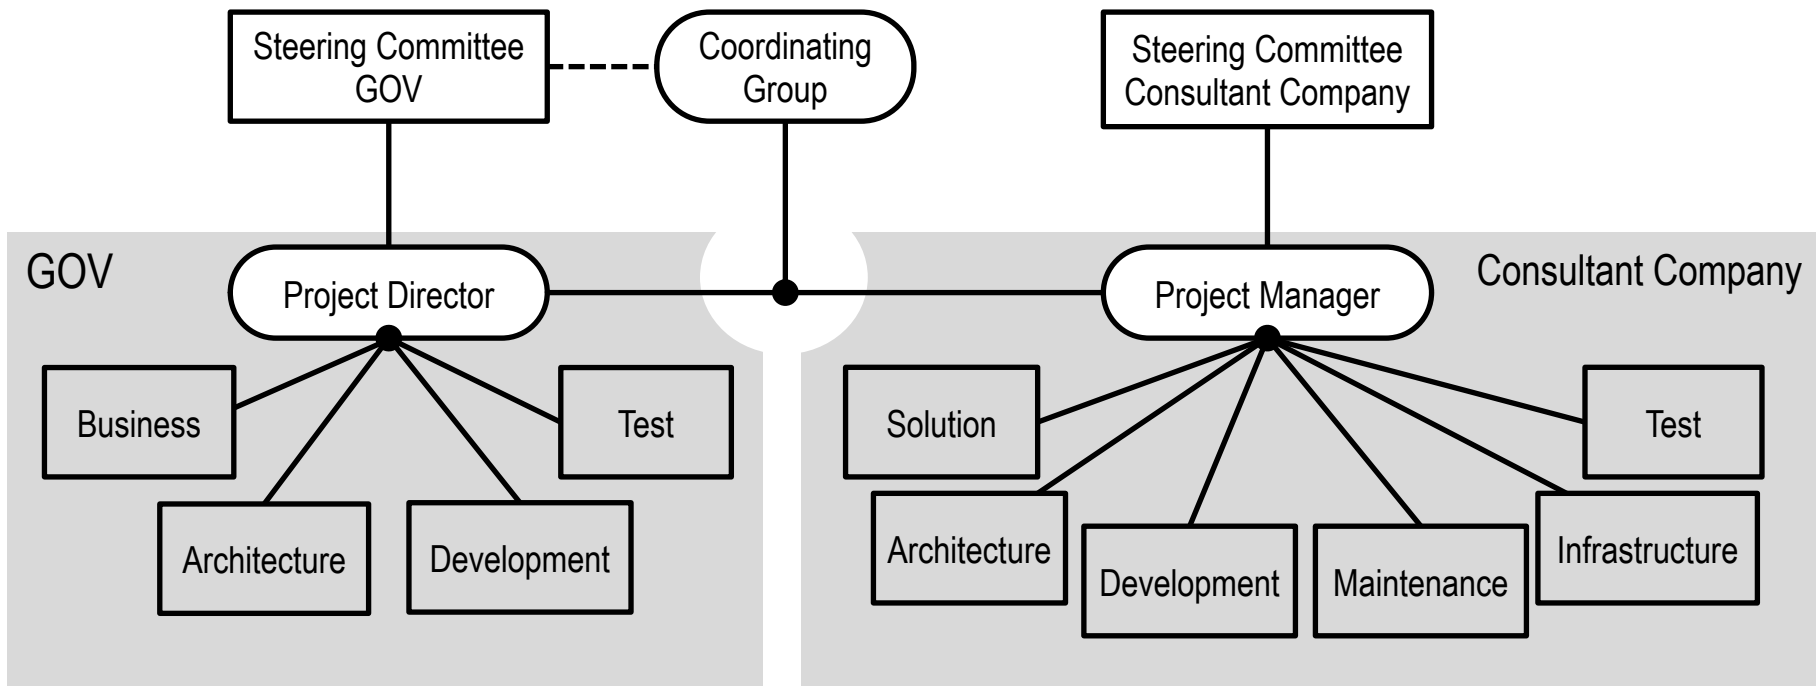 Steering Committee
GOV
Coordinating
Group
Steering Committee
Consultant Company
GOV
Project Director
Project Manager
Consultant Company
Business
Test
Architecture
Development
Solution
Test
Architecture
Development
Maintenance
Infrastructure